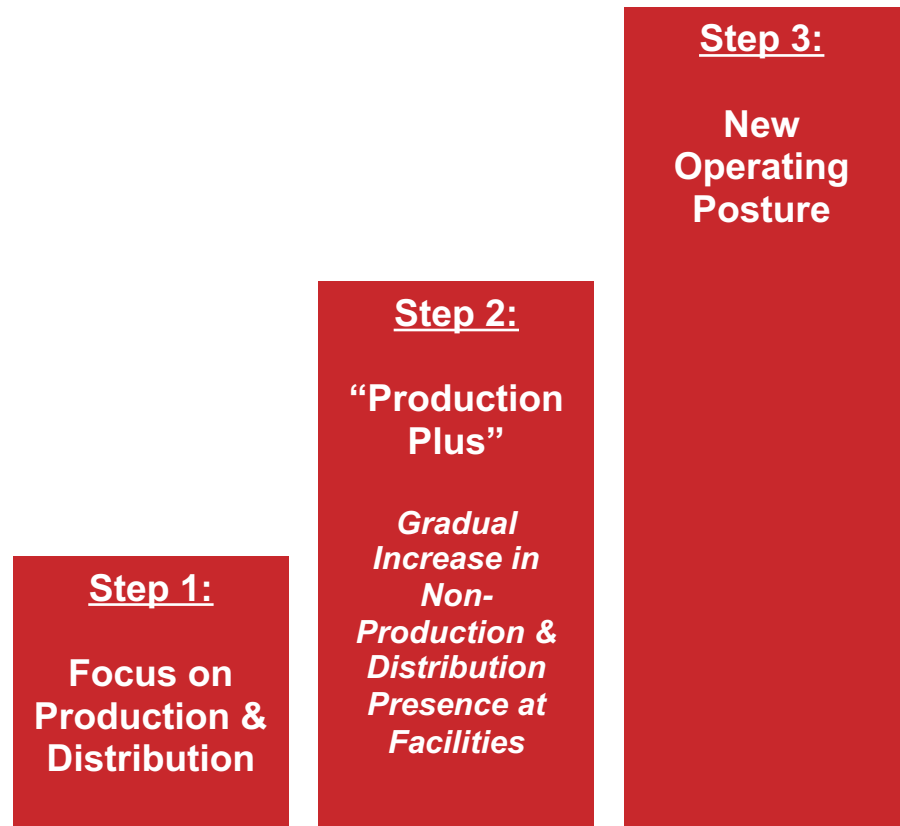 Step 1:
Focus on
Production &
Distribution
Step 2:
“Production
Plus”
Gradual
Increase in
Non-
Production &
Distribution
Presence at
Facilities
Step 3:
New
Operating
Posture